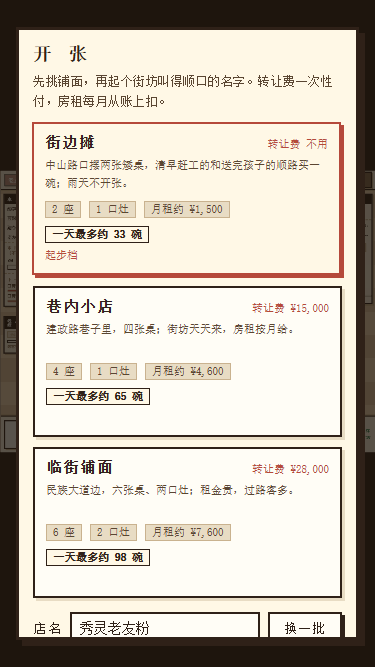 开 张
先挑铺面，再起个街坊叫得顺口的名字。转让费一次性
付，房租每月从账上扣。
街边摊 转让费 不用
中山路口摆两张矮桌，清早赶工的和送完孩子的顺路买一
碗；雨天不开张。
2 座 1 口灶 月租约 ¥1,500
一天最多约 33 碗
起步档
巷内小店 转让费 ¥15,000
建政路巷子里，四张桌；街坊天天来，房租按月给。
4 座 1 口灶 月租约 ¥4,600
一天最多约 65 碗
临街铺面 转让费 ¥28,000
民族大道边，六张桌、两口灶；租金贵，过路客多。
6 座 2 口灶 月租约 ¥7,600
一天最多约 98 碗
店名 秀灵老友粉 换一批